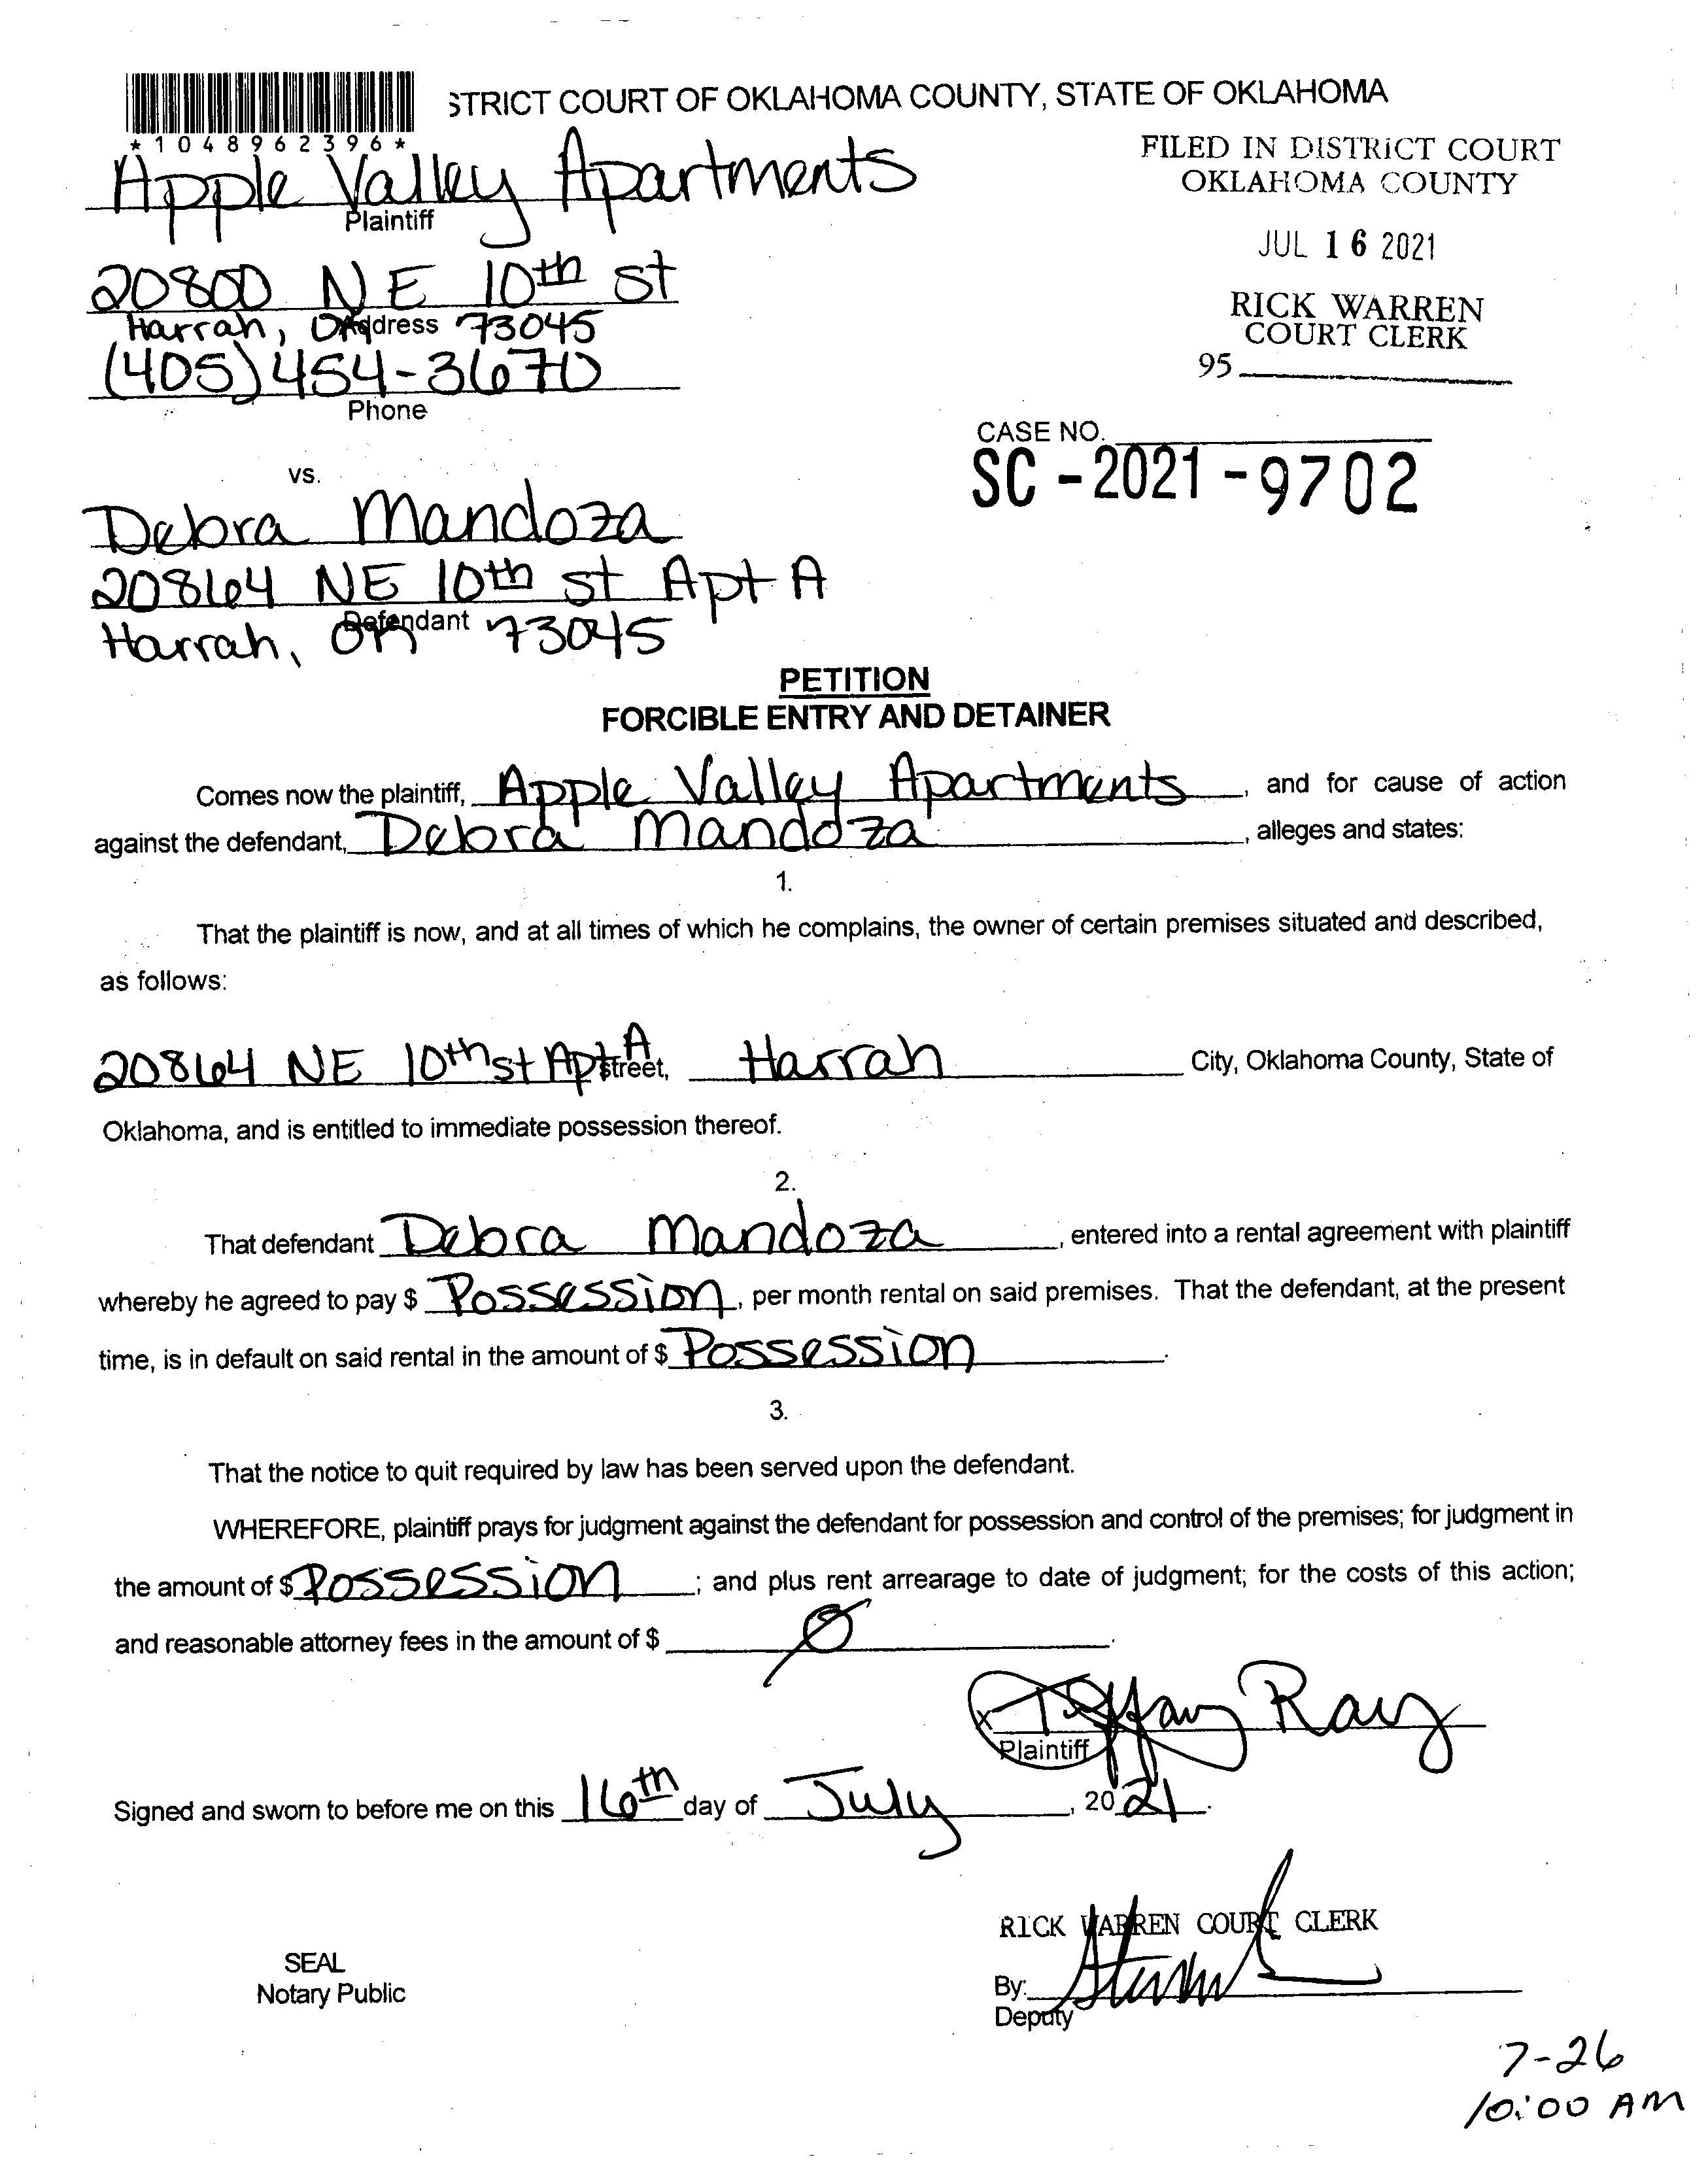 STRICT COURT OF OKLAHOMA COUNTY, STATE OF OKLAHOMA
*1048962396*
FILED IN DISTRICT COURT
OKLAHOMA COUNTY
JUL 16 2021
RICK WARREN
COURT CLERK
95
Apple Valley Apartments
Plaintiff
20800 NE 10th St
Harrah, OK 73045
Address
(405) 454-3670
Phone
CASE NO.
SC-2021-9702
vs.
Debra Mandoza
20864 NE 10th St Apt A
Defendant
Harrah, OK 73045
PETITION
FORCIBLE ENTRY AND DETAINER
Comes now the plaintiff, Apple Valley Apartments, and for cause of action
against the defendant, Debra Mandoza, alleges and states:
1.
That the plaintiff is now, and at all times of which he complains, the owner of certain premises situated and described,
as follows:
20864 NE 10th St Apt A street, Harrah City, Oklahoma County, State of
Oklahoma, and is entitled to immediate possession thereof.
2.
That defendant Debra Mandoza, entered into a rental agreement with plaintiff
whereby he agreed to pay $ Possession, per month rental on said premises. That the defendant, at the present
time, is in default on said rental in the amount of $ Possession.
3.
That the notice to quit required by law has been served upon the defendant.
WHEREFORE, plaintiff prays for judgment against the defendant for possession and control of the premises; for judgment in
the amount of $ Possession; and plus rent arrearage to date of judgment; for the costs of this action;
and reasonable attorney fees in the amount of $ 0.
x Tiffany Ray
Plaintiff
Signed and sworn to before me on this 16th day of July, 2021.
RICK WARREN COURT CLERK
SEAL
Notary Public
By:
Deputy
7-26
10:00 AM